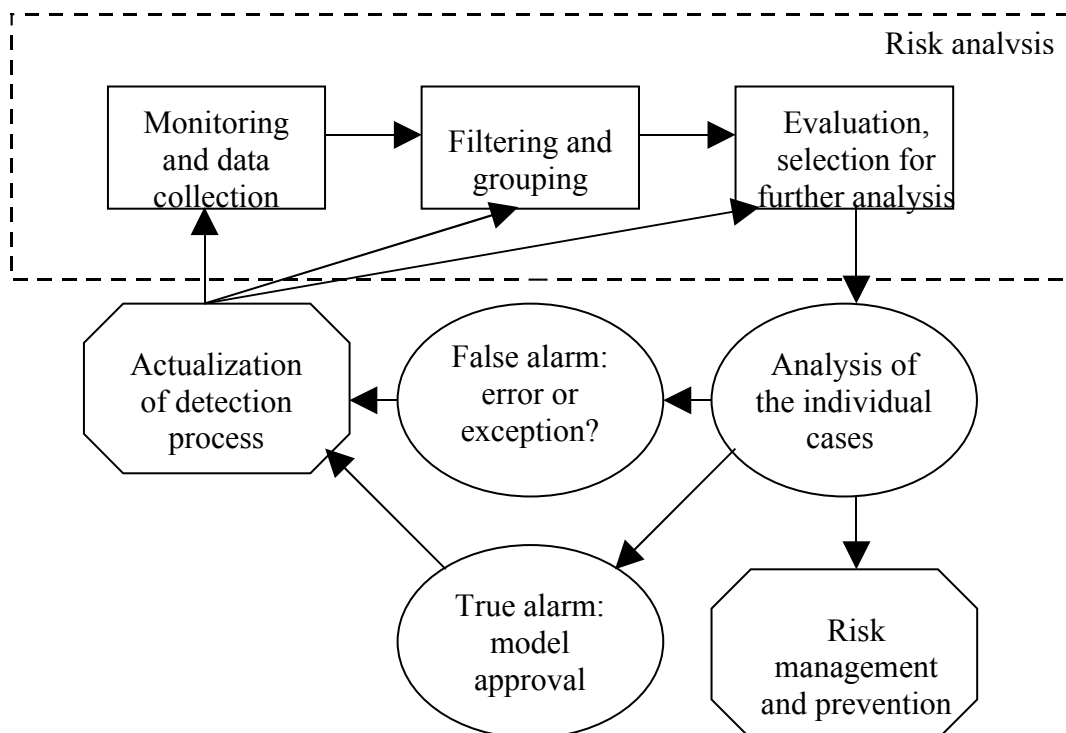 Risk analysis
Monitoring
and data
collection
Filtering and
grouping
Evaluation,
selection for
further analysis
Actualization
of detection
process
False alarm:
error or
exception?
Analysis of
the individual
cases
True alarm:
model
approval
Risk
management
and prevention